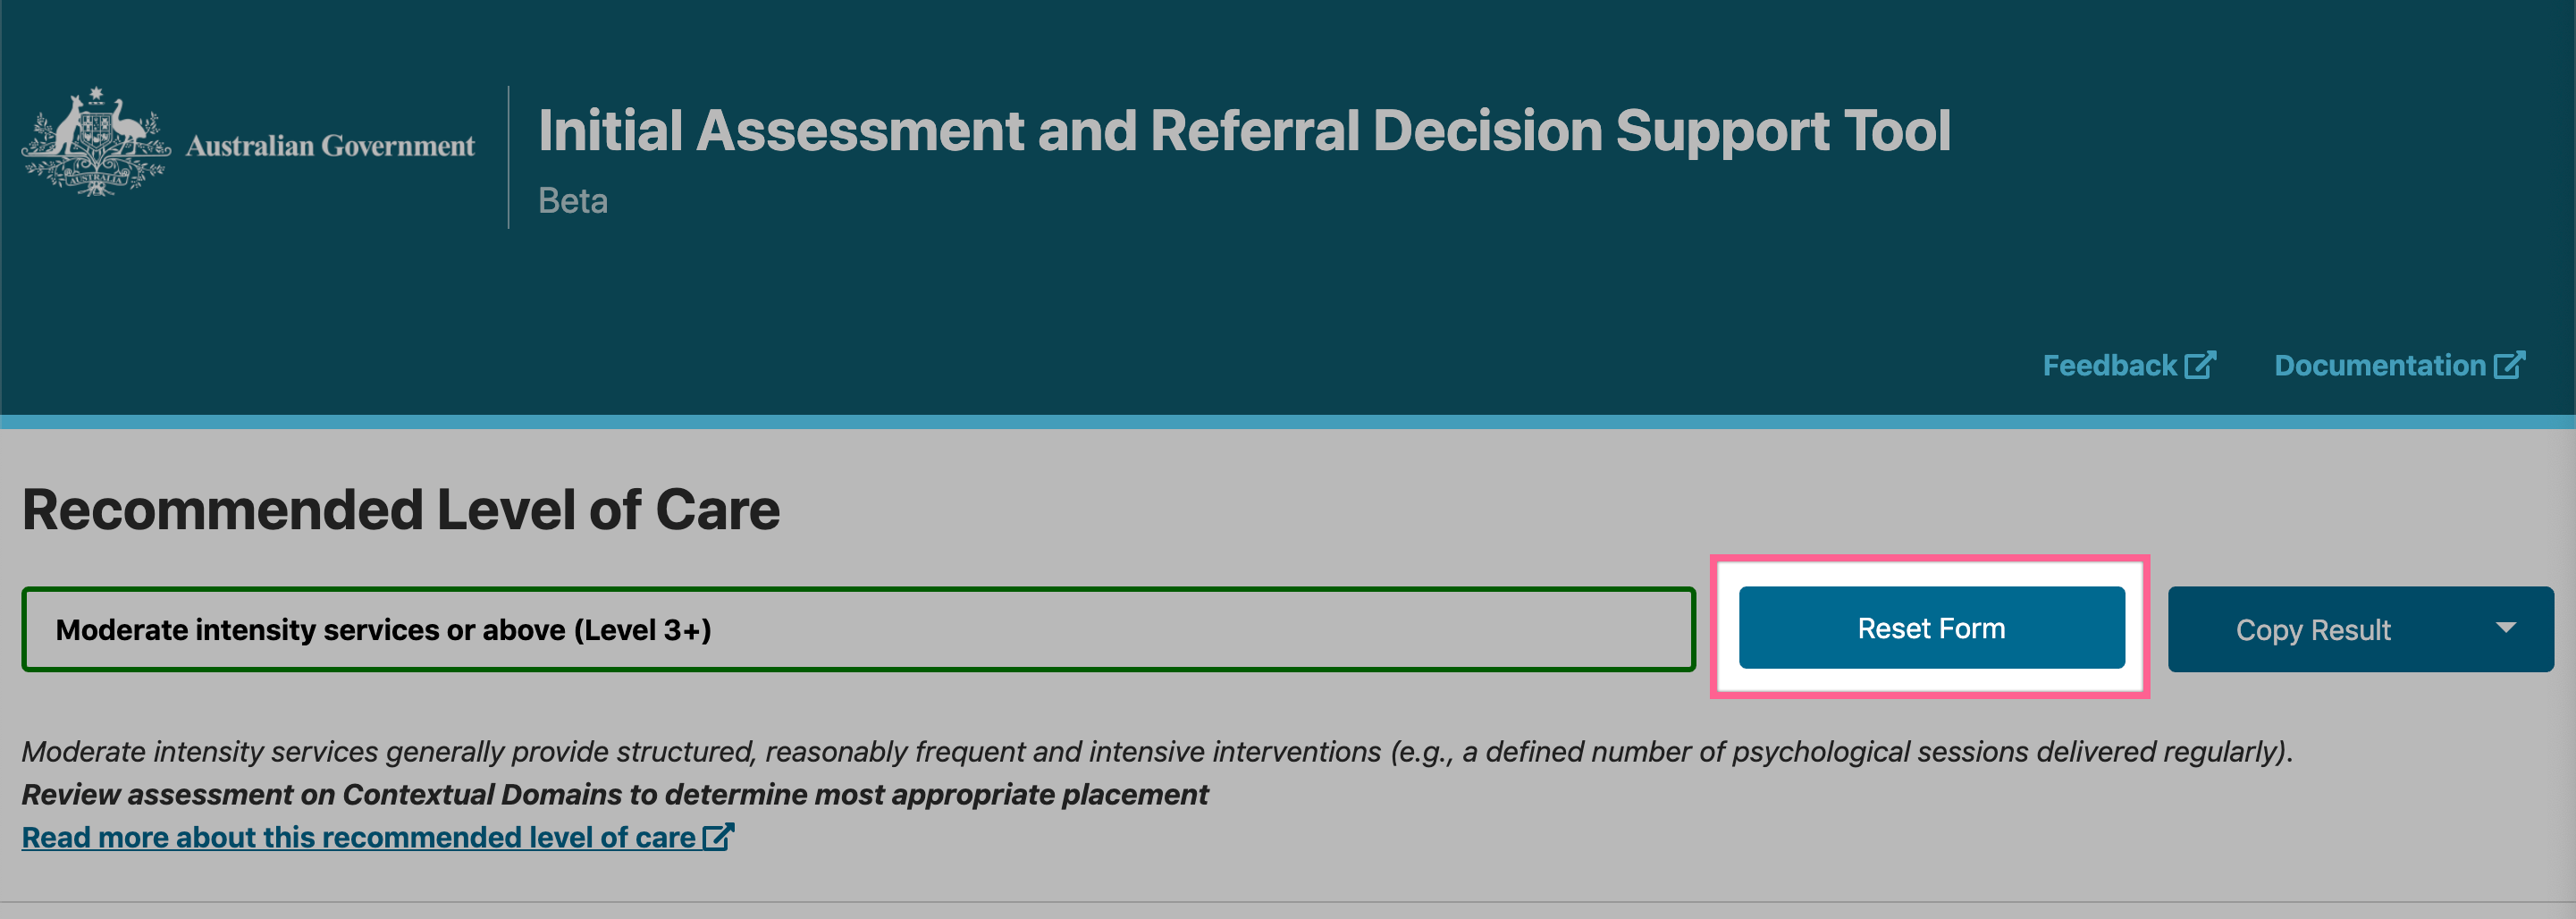 Initial Assessment and Referral Decision Support Tool
AUSTRALIA
Australian Government
Beta
Feedback
Documentation
Recommended Level of Care
Moderate intensity services or above (Level 3+)
Reset Form
Copy Result
Moderate intensity services generally provide structured, reasonably frequent and intensive interventions (e.g., a defined number of psychological sessions delivered regularly).
Review assessment on Contextual Domains to determine most appropriate placement
Read more about this recommended level of care